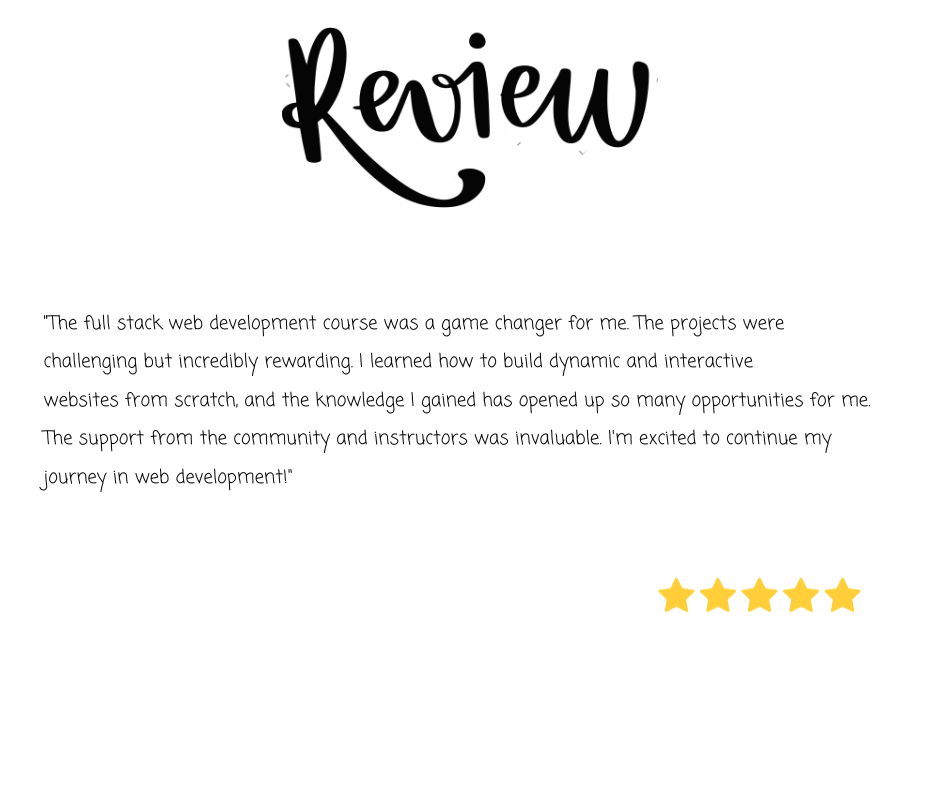 Review
"The full stack web development course was a game changer for me. The projects were
challenging but incredibly rewarding. I learned how to build dynamic and interactive
websites from scratch, and the knowledge I gained has opened up so many opportunities for me.
The support from the community and instructors was invaluable. I'm excited to continue my
journey in web development!"